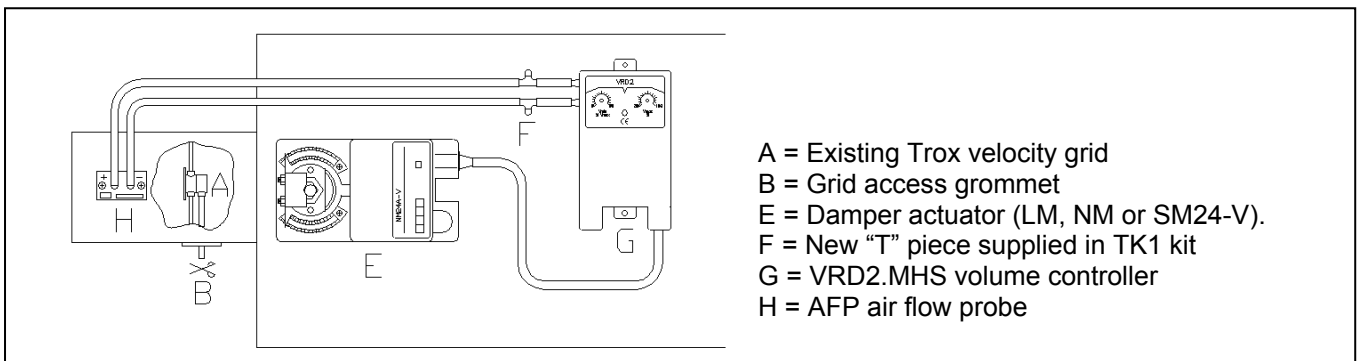 VRD2
F
A
H
NM24A-V
G
E
B
A = Existing Trox velocity grid
B = Grid access grommet
E = Damper actuator (LM, NM or SM24-V).
F = New “T” piece supplied in TK1 kit
G = VRD2.MHS volume controller
H = AFP air flow probe